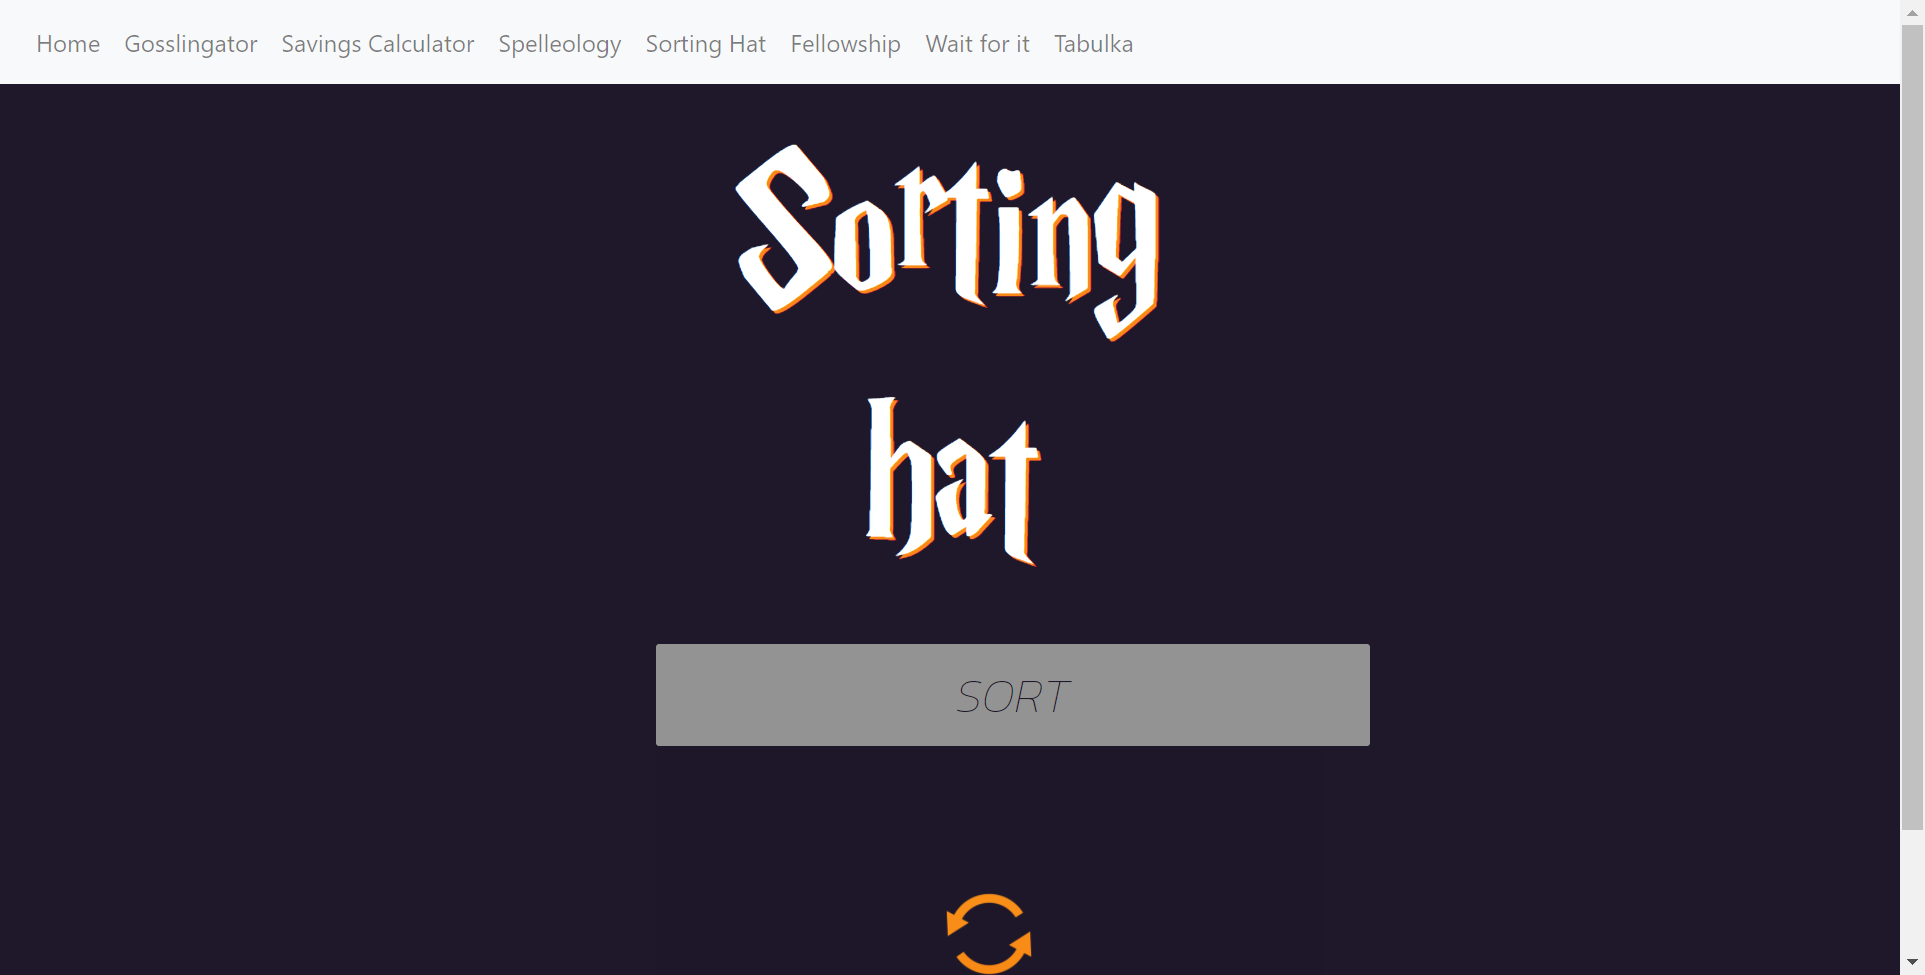 Home Gosslingator Savings Calculator Spelleology Sorting Hat Fellowship Wait for it Tabulka
Sorting
hat
SORT